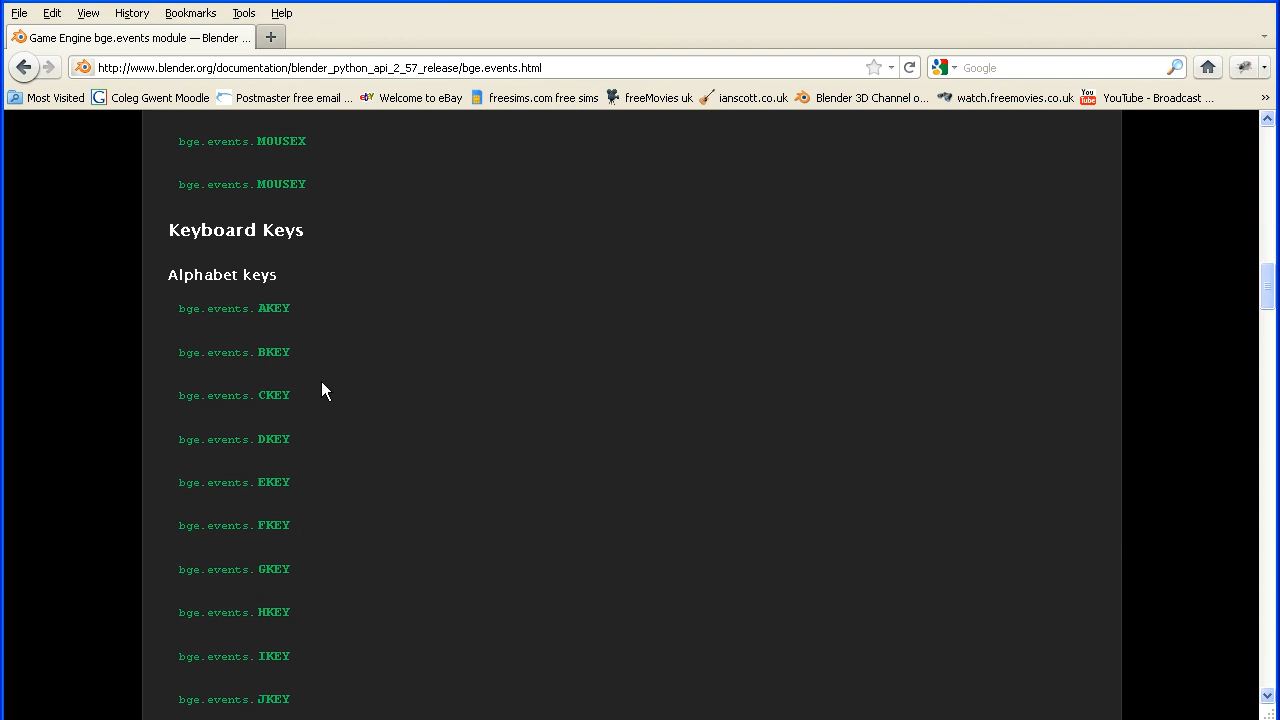 File Edit View History Bookmarks Tools Help
Game Engine bge.events module — Blender ...
http://www.blender.org/documentation/blender_python_api_2_57_release/bge.events.html Google
Most Visited Coleg Gwent Moodle Postmaster free email ... Welcome to eBay freesims.com free sims freeMovies uk ianscott.co.uk Blender 3D Channel o... watch.freemovies.co.uk You Tube YouTube - Broadcast ... »
bge.events.MOUSEX
bge.events.MOUSEY
Keyboard Keys
Alphabet keys
bge.events.AKEY
bge.events.BKEY
bge.events.CKEY
bge.events.DKEY
bge.events.EKEY
bge.events.FKEY
bge.events.GKEY
bge.events.HKEY
bge.events.IKEY
bge.events.JKEY